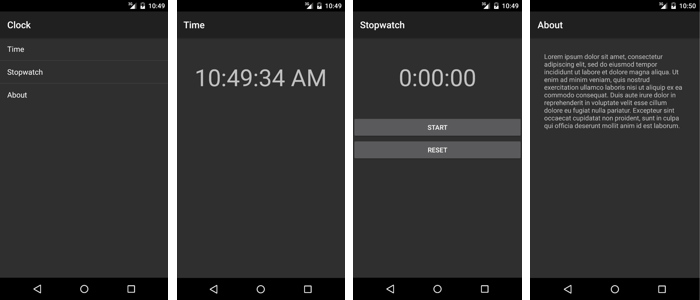 10:49
Clock
Time
Stopwatch
About
10:49
Time
10:49:34 AM
10:49
Stopwatch
0:00:00
START
RESET
10:50
About
Lorem ipsum dolor sit amet, consectetur
adipiscing elit, sed do eiusmod tempor
incididunt ut labore et dolore magna aliqua. Ut
enim ad minim veniam, quis nostrud
exercitation ullamco laboris nisi ut aliquip ex ea
commodo consequat. Duis aute irure dolor in
reprehenderit in voluptate velit esse cillum
dolore eu fugiat nulla pariatur. Excepteur sint
occaecat cupidatat non proident, sunt in culpa
qui officia deserunt mollit anim id est laborum.